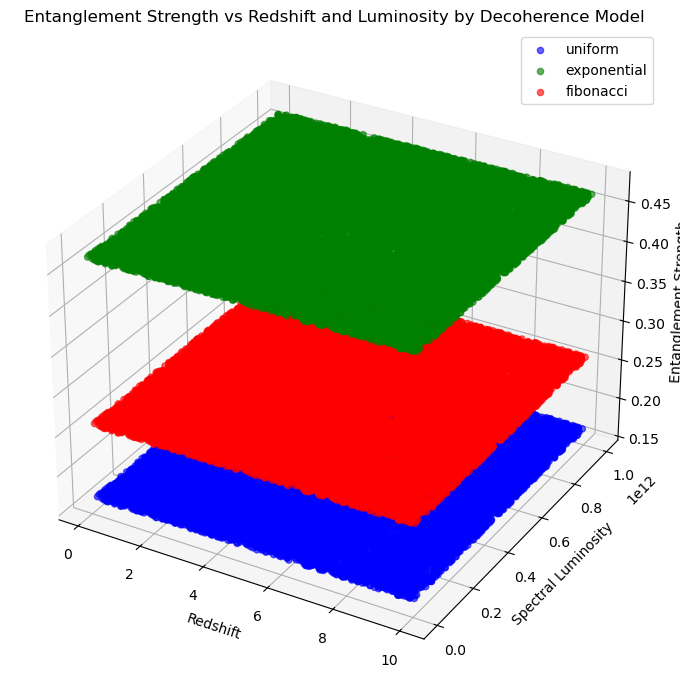 Entanglement Strength vs Redshift and Luminosity by Decoherence Model
uniform
exponential
fibonacci
0.45
0.40
0.35
0.30
0.25
0.20
0.15
Entanglement Strength
1e12
1.0
0.8
0.6
0.4
0.2
0.0
Spectral Luminosity
0
2
4
6
8
10
Redshift